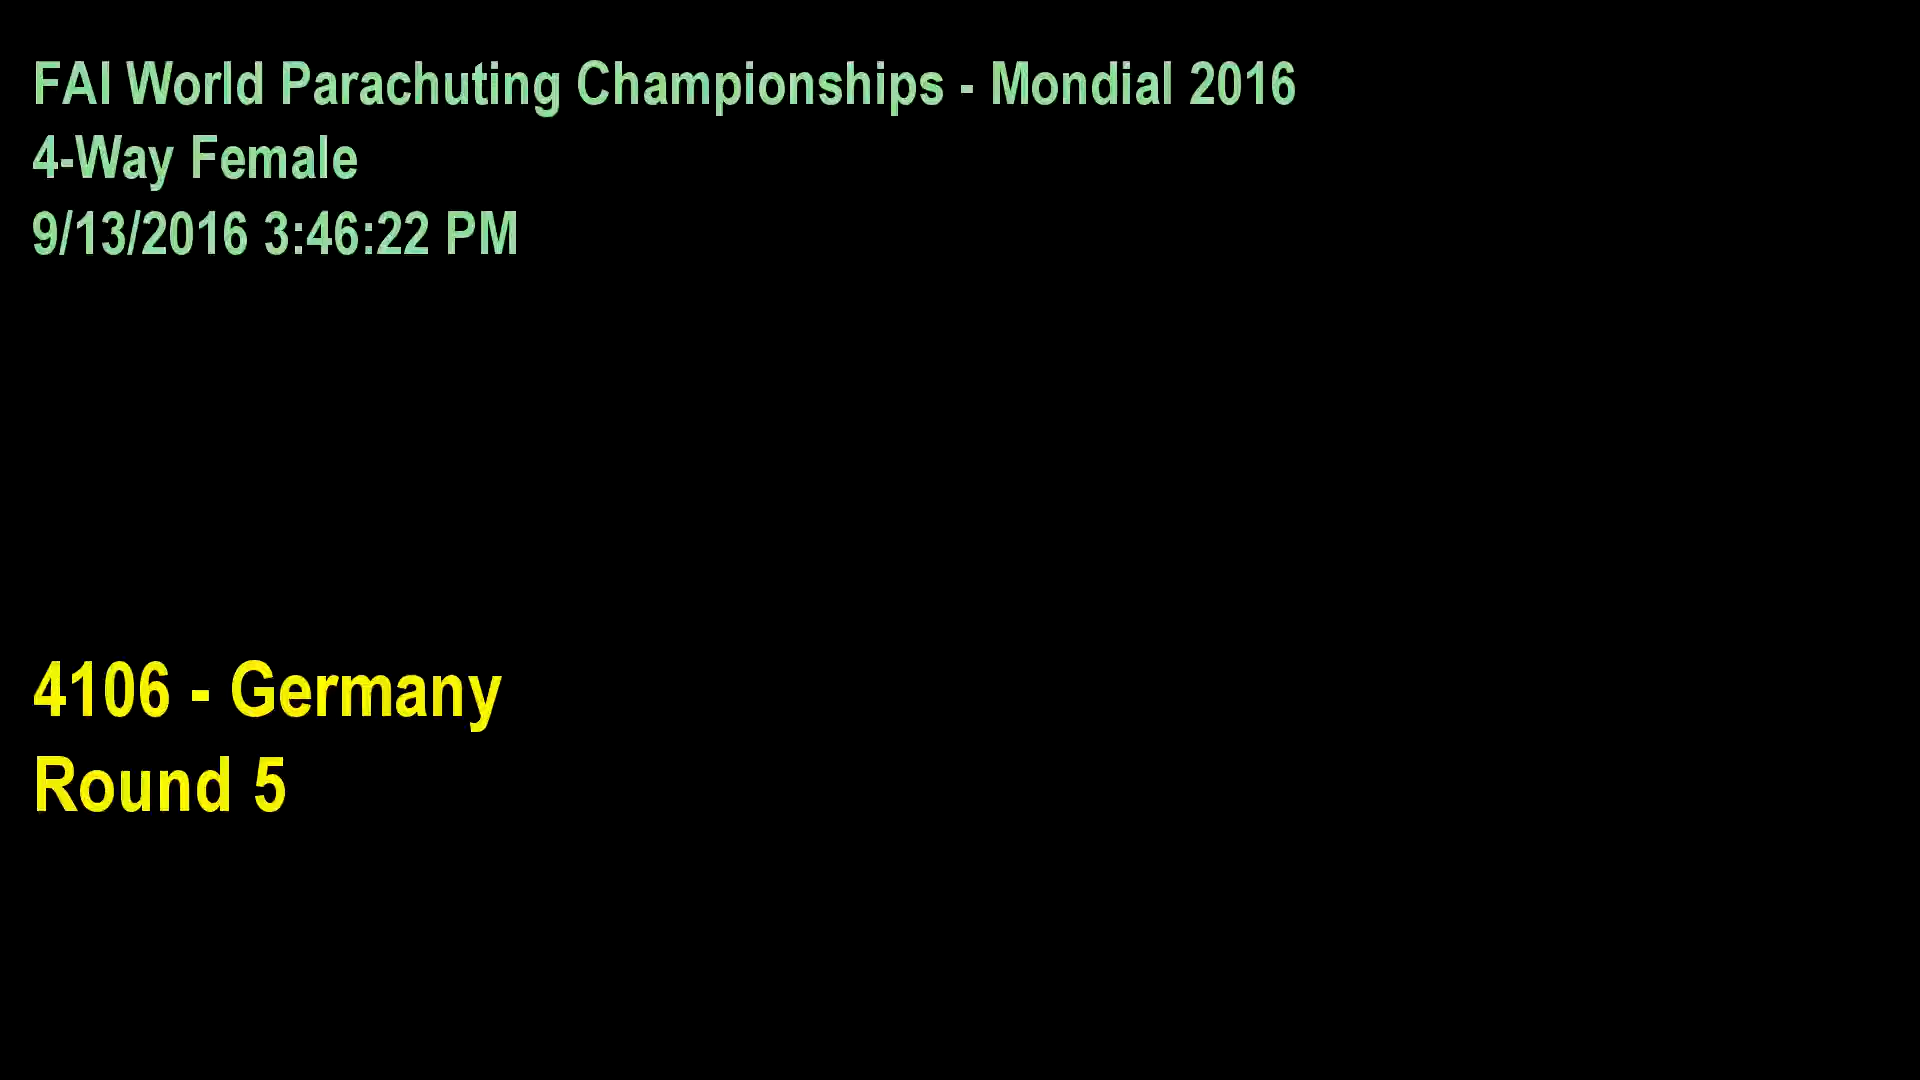 FAI World Parachuting Championships - Mondial 2016
4-Way Female
9/13/2016 3:46:22 PM
4106 - Germany
Round 5